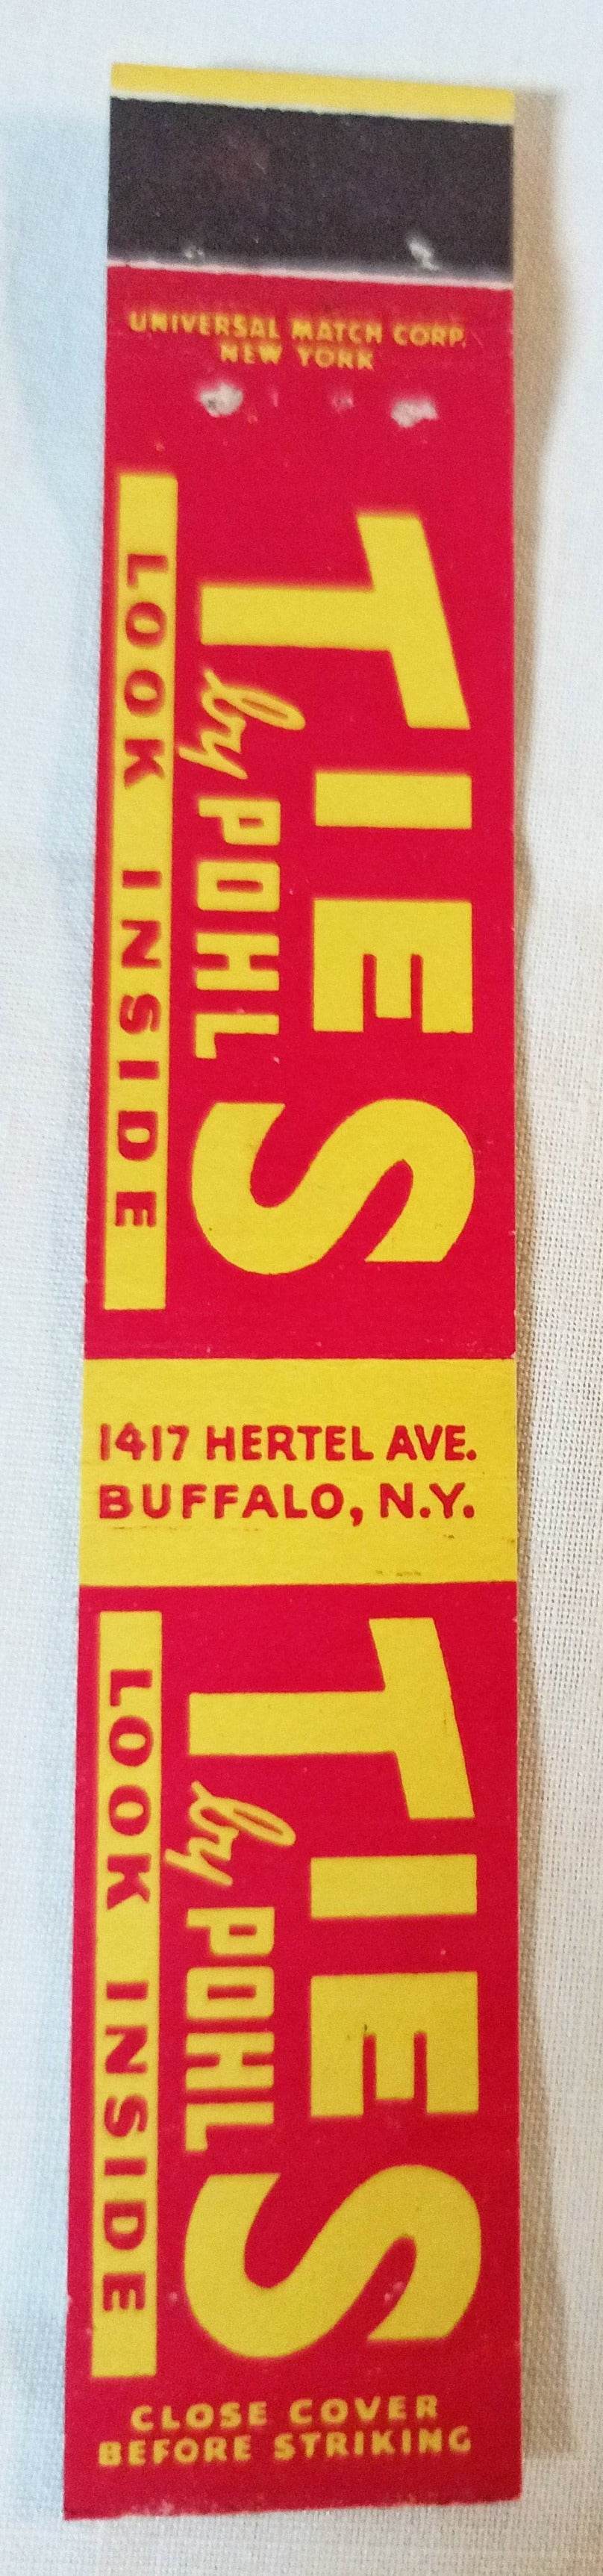 UNIVERSAL MATCH CORP.
NEW YORK
TIES
by POHL
LOOK INSIDE
1417 HERTEL AVE.
BUFFALO, N.Y.
TIES
by POHL
LOOK INSIDE
CLOSE COVER
BEFORE STRIKING